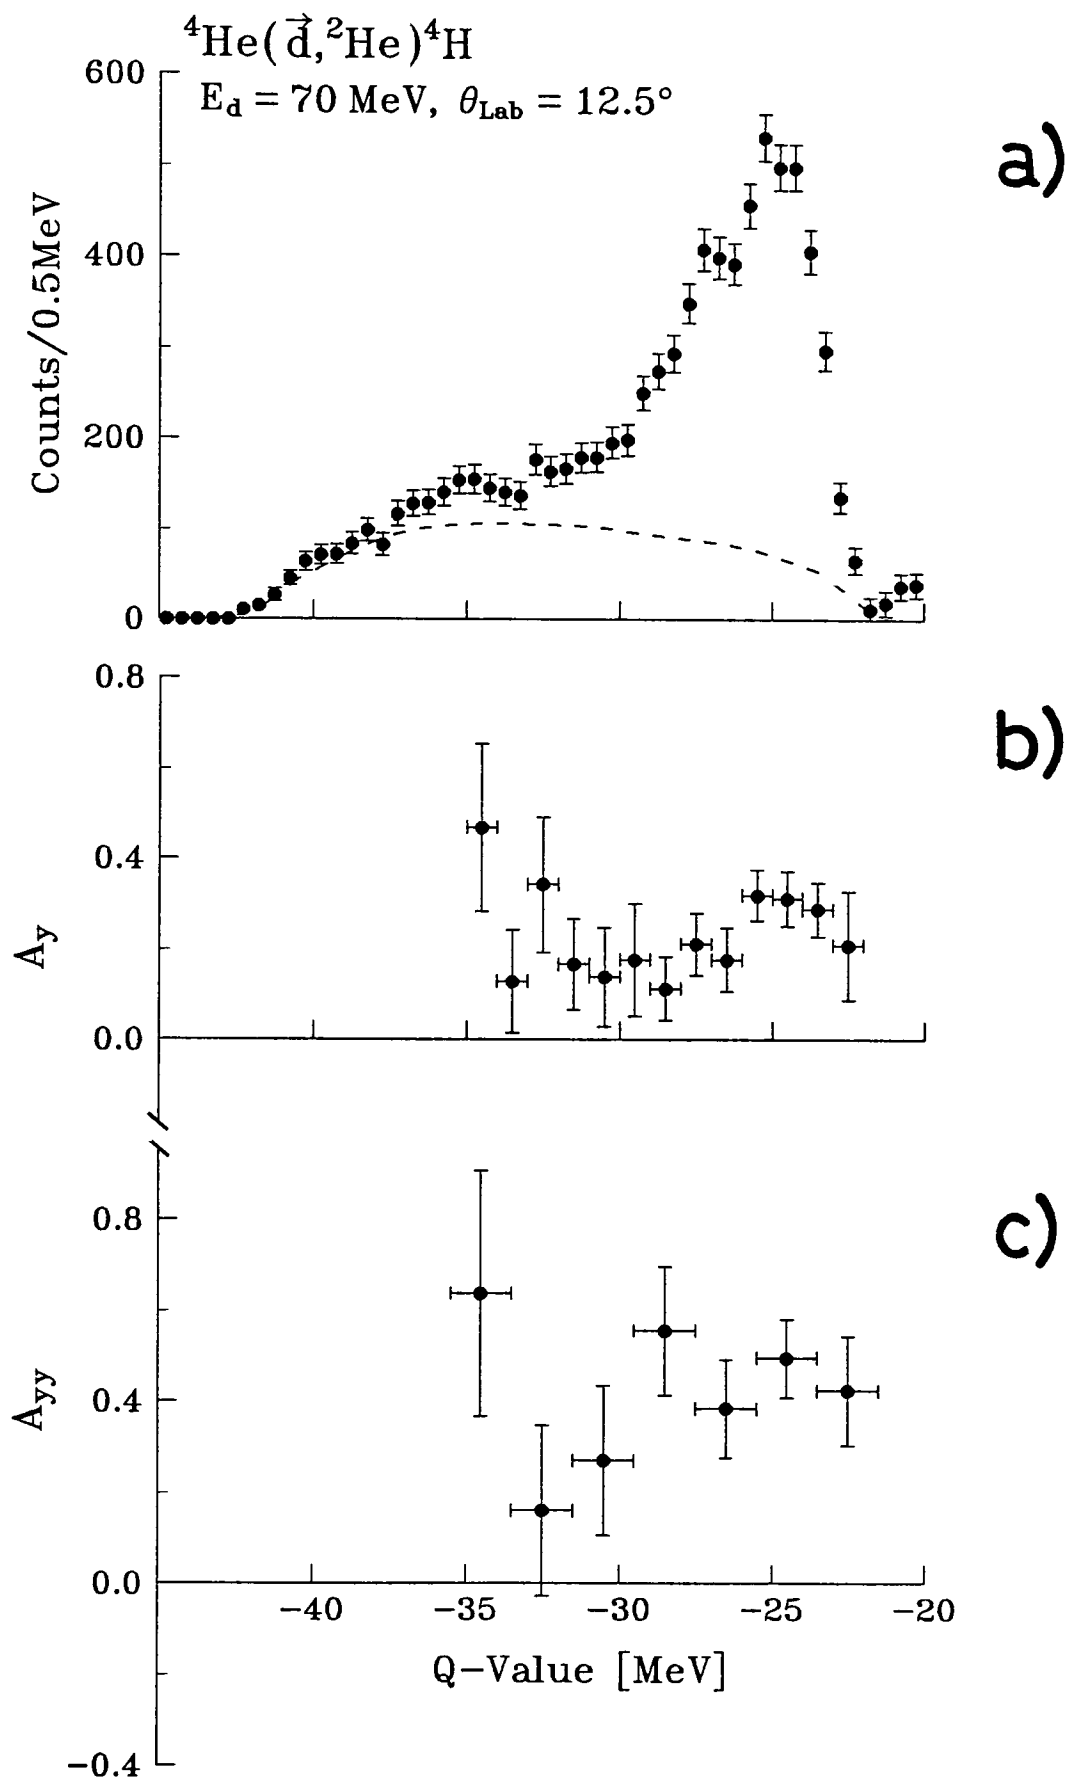 ⁴He(d⃗,²He)⁴H
E_d = 70 MeV, θ_Lab = 12.5°
a)
600
400
200
0
Counts/0.5MeV
b)
0.8
0.4
0.0
A_y
c)
0.8
0.4
0.0
−0.4
A_yy
−40 −35 −30 −25 −20
Q−Value [MeV]